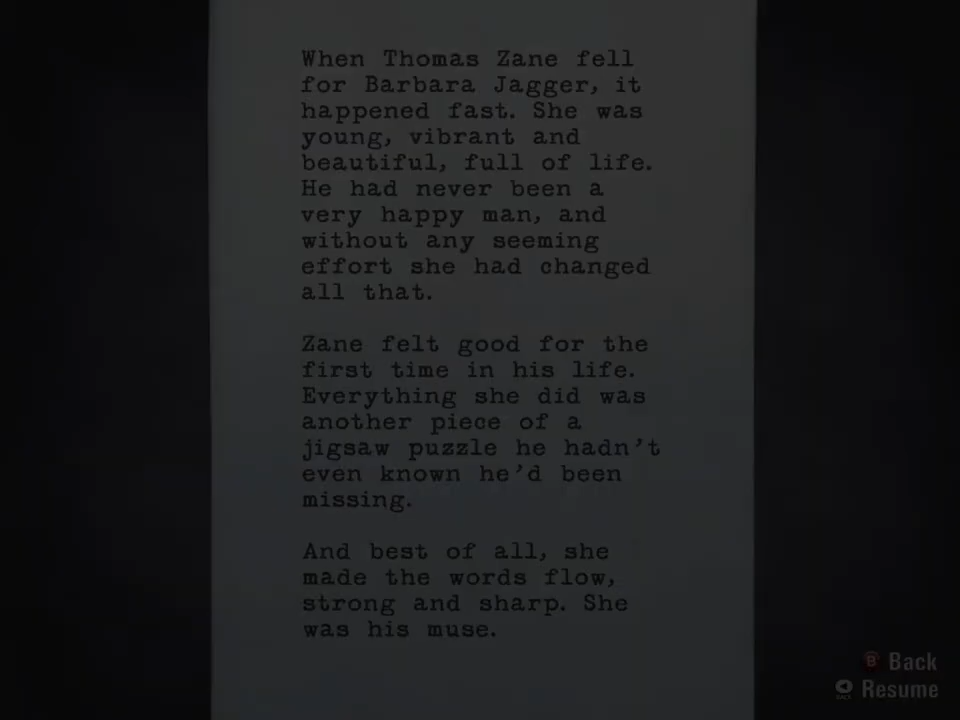 When Thomas Zane fell
for Barbara Jagger, it
happened fast. She was
young, vibrant and
beautiful, full of life.
He had never been a
very happy man, and
without any seeming
effort she had changed
all that.
Zane felt good for the
first time in his life.
Everything she did was
another piece of a
jigsaw puzzle he hadn't
even known he'd been
missing.
And best of all, she
made the words flow,
strong and sharp. She
was his muse.
B Back
BACK Resume